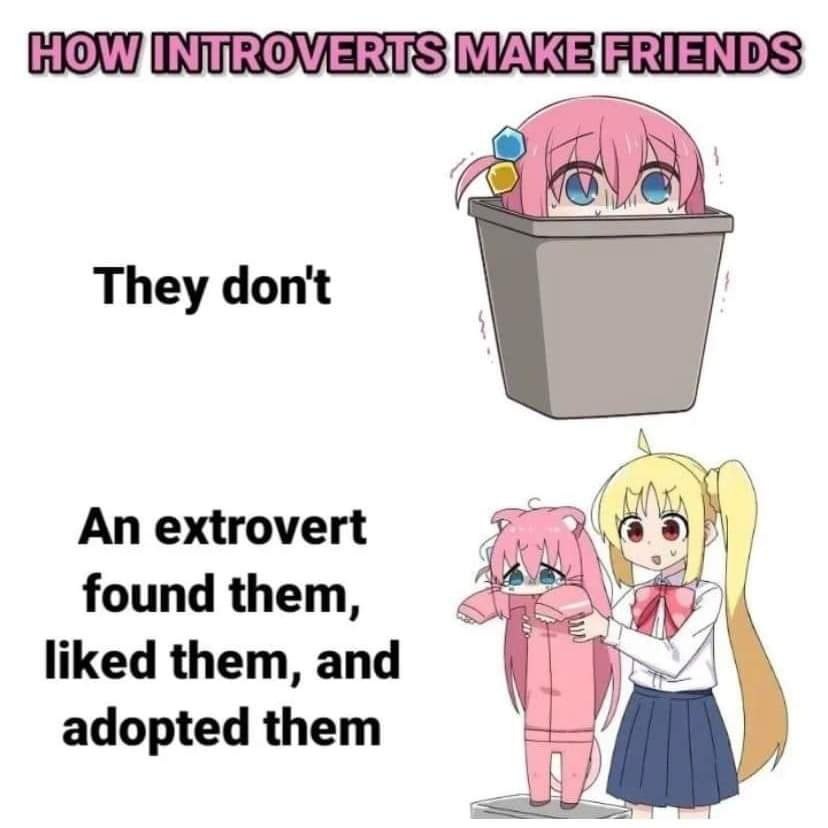 HOW INTROVERTS MAKE FRIENDS
They don't
An extrovert
found them,
liked them, and
adopted them